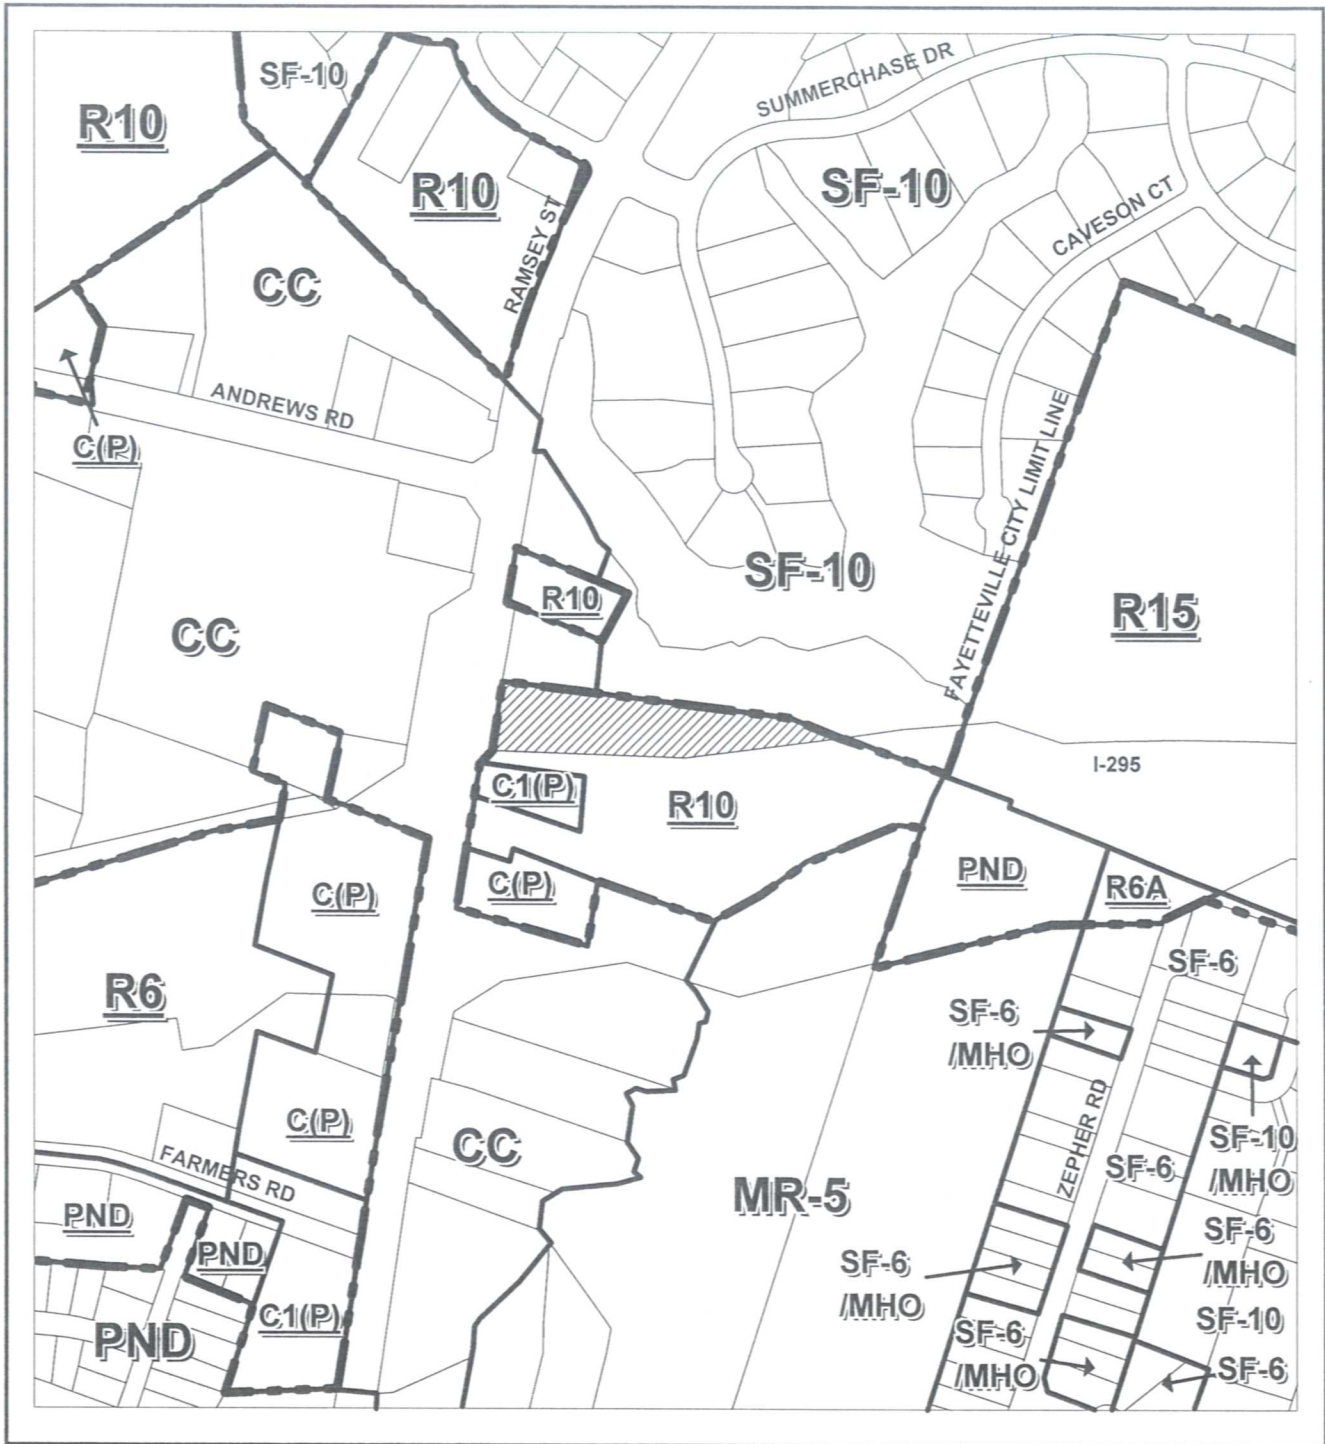 SF-10
R10
SUMMERCHASE DR
R10
SF-10
RAMSEY ST
CAVESON CT
CC
ANDREWS RD
C(P)
FAYETTEVILLE CITY LIMIT LINE
SF-10
R10
R15
CC
I-295
C1(P)
R10
PND
R6A
C(P)
C(P)
SF-6
R6
SF-6
/MHO
ZEPHER RD
C(P)
CC
SF-10
/MHO
SF-6
FARMERS RD
MR-5
PND
PND
SF-6
/MHO
SF-6
/MHO
C1(P)
SF-10
PND
SF-6
/MHO
SF-6